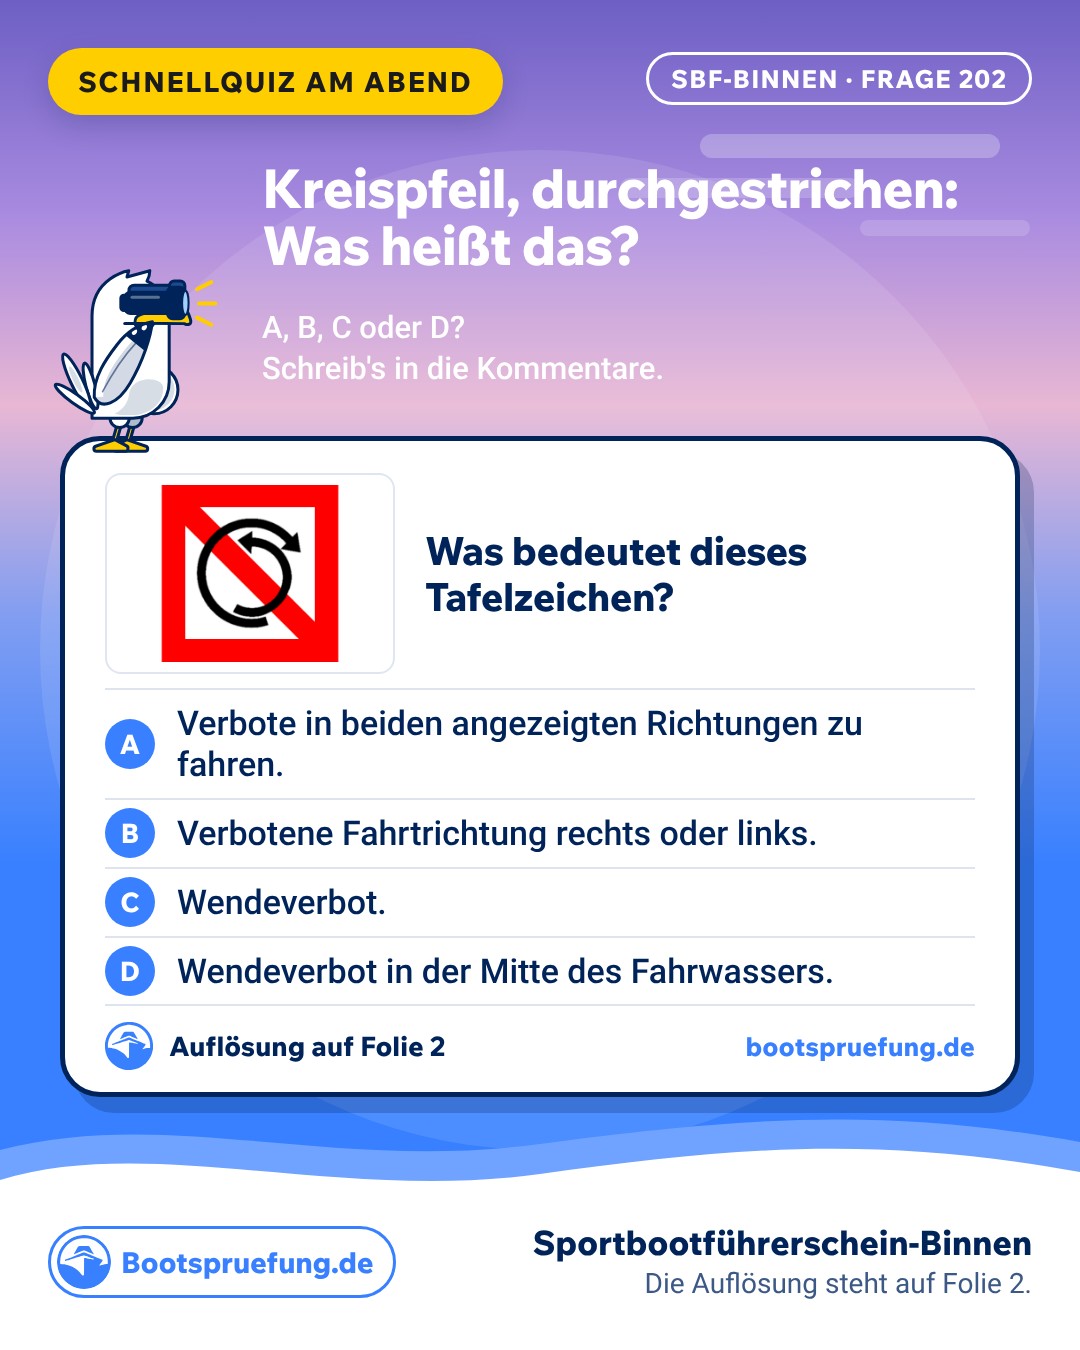 SCHNELLQUIZ AM ABEND
SBF-BINNEN · FRAGE 202
Kreispfeil, durchgestrichen:
Was heißt das?
A, B, C oder D?
Schreib's in die Kommentare.
Was bedeutet dieses
Tafelzeichen?
A Verbote in beiden angezeigten Richtungen zu
fahren.
B Verbotene Fahrtrichtung rechts oder links.
C Wendeverbot.
D Wendeverbot in der Mitte des Fahrwassers.
Auflösung auf Folie 2
bootspruefung.de
Bootspruefung.de
Sportbootführerschein-Binnen
Die Auflösung steht auf Folie 2.